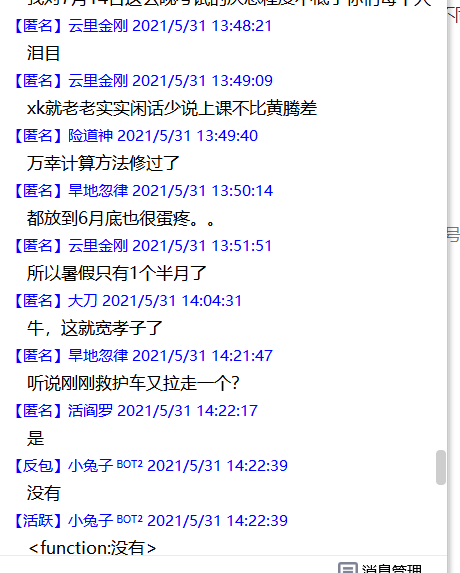 【匿名】云里金刚 2021/5/31 13:48:21
泪目
【匿名】云里金刚 2021/5/31 13:49:09
xk就老老实实闲话少说上课不比黄腾差
【匿名】险道神 2021/5/31 13:49:40
万幸计算方法修过了
【匿名】旱地忽律 2021/5/31 13:50:14
都放到6月底也很蛋疼。。
【匿名】云里金刚 2021/5/31 13:51:51
所以暑假只有1个半月了
【匿名】大刀 2021/5/31 14:04:31
牛，这就宽孝子了
【匿名】旱地忽律 2021/5/31 14:21:47
听说刚刚救护车又拉走一个？
【匿名】活阎罗 2021/5/31 14:22:17
是
【反包】小兔子 BOT2 2021/5/31 14:22:39
没有
【活跃】小兔子 BOT2 2021/5/31 14:22:39
<function:没有>
号
消息管理